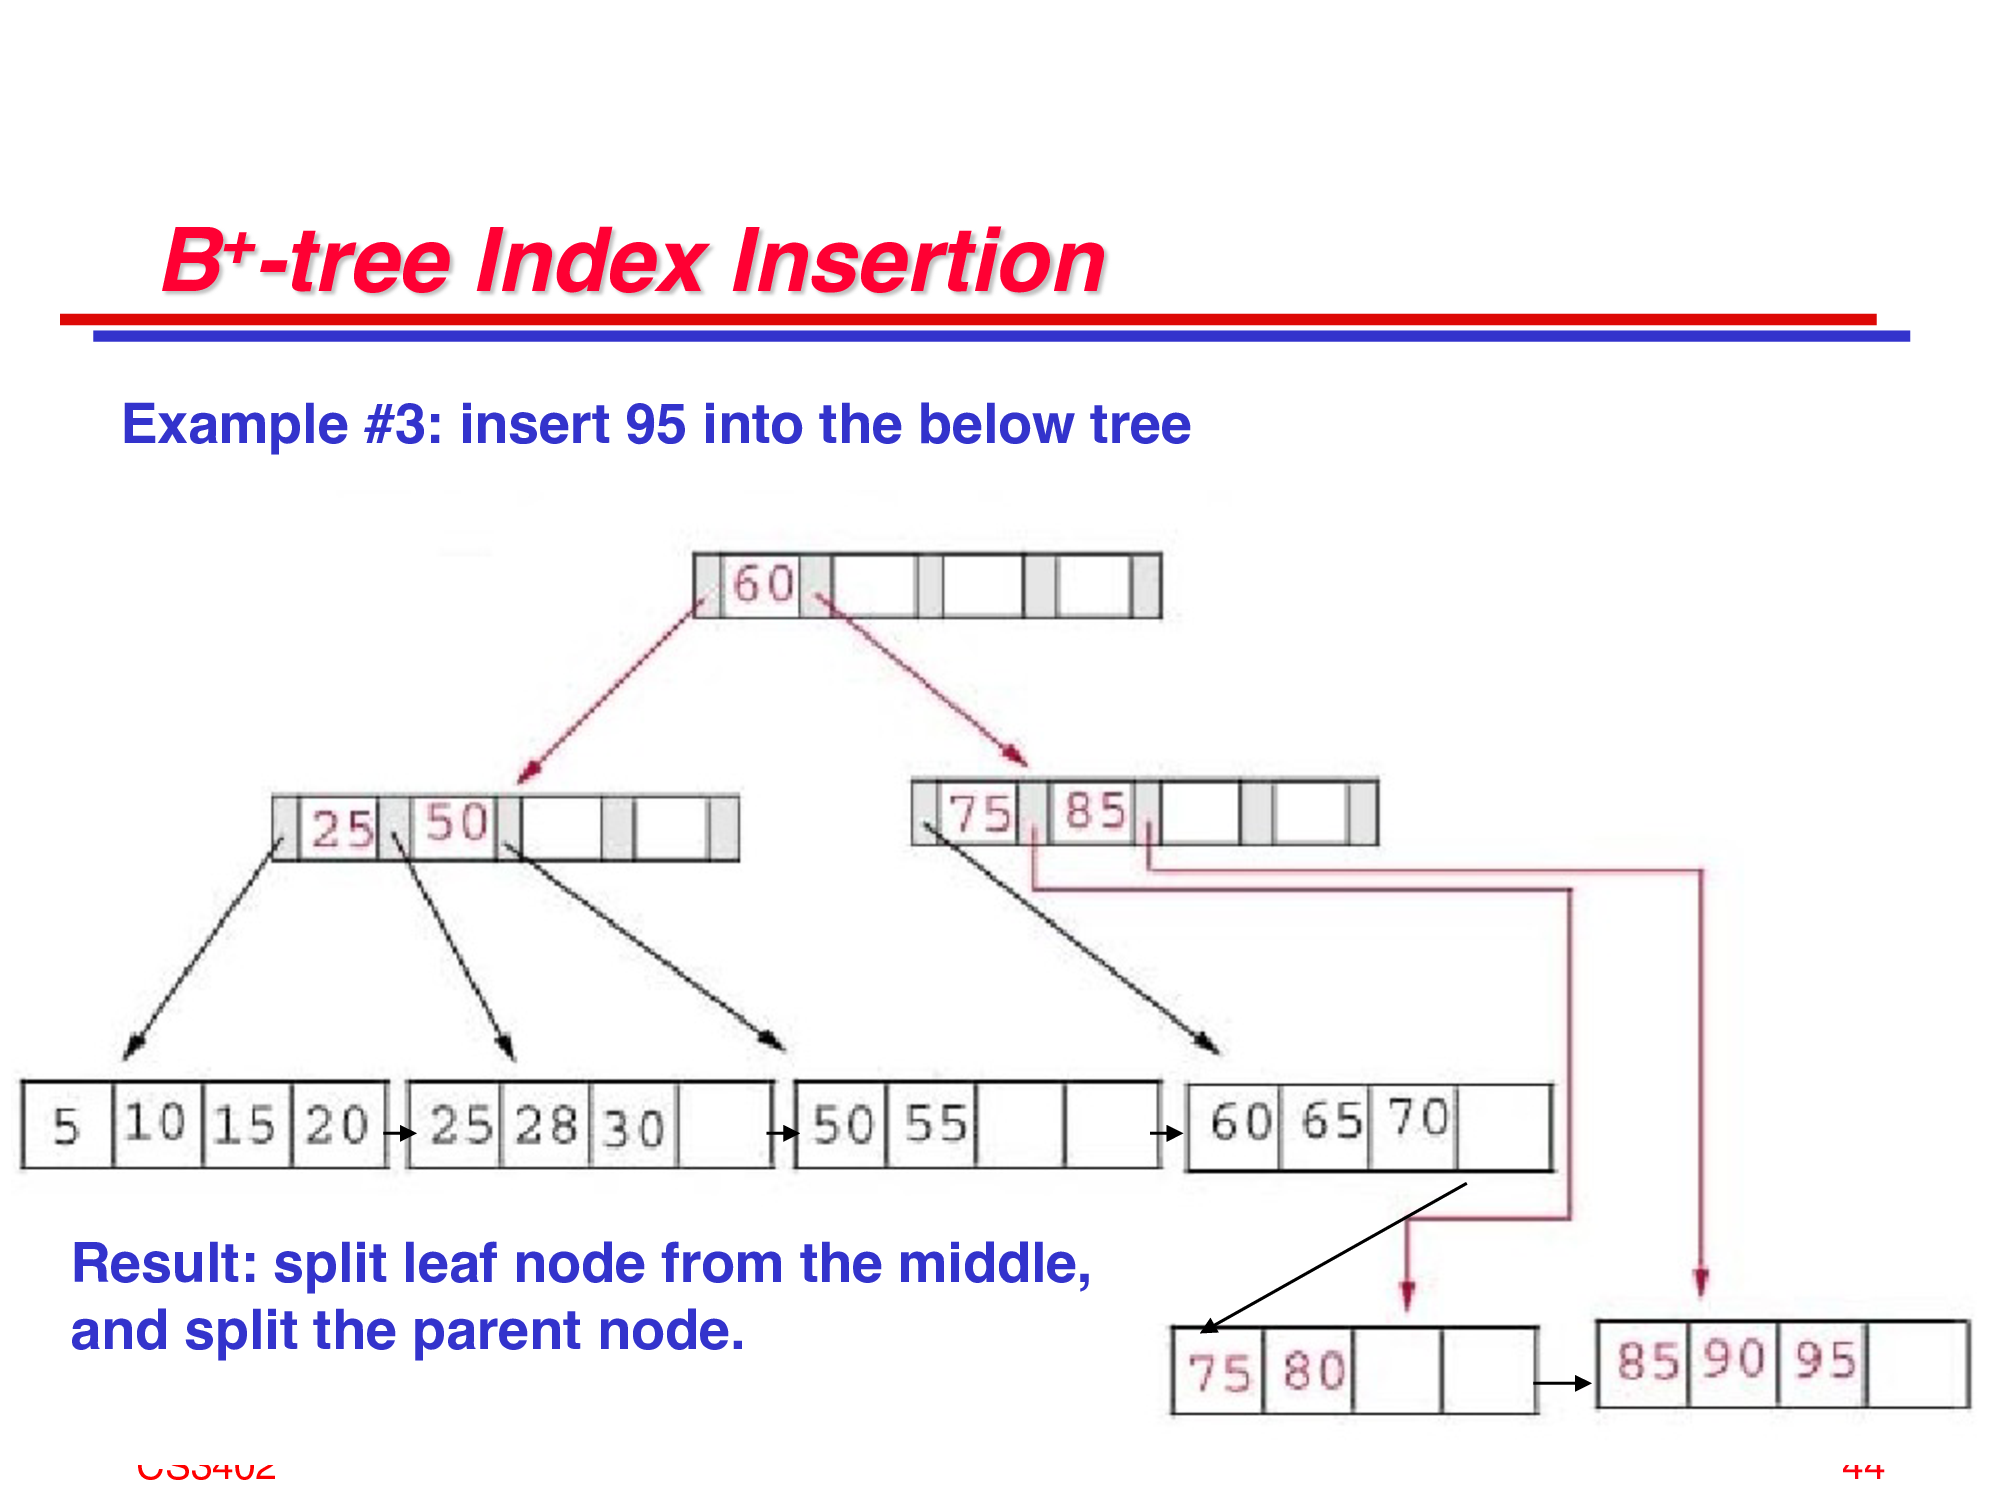 B+-tree Index Insertion
Example #3: insert 95 into the below tree
60
25 50
75 85
5 10 15 20
25 28 30
50 55
60 65 70
Result: split leaf node from the middle,
and split the parent node.
75 80
85 90 95
CS3402
44